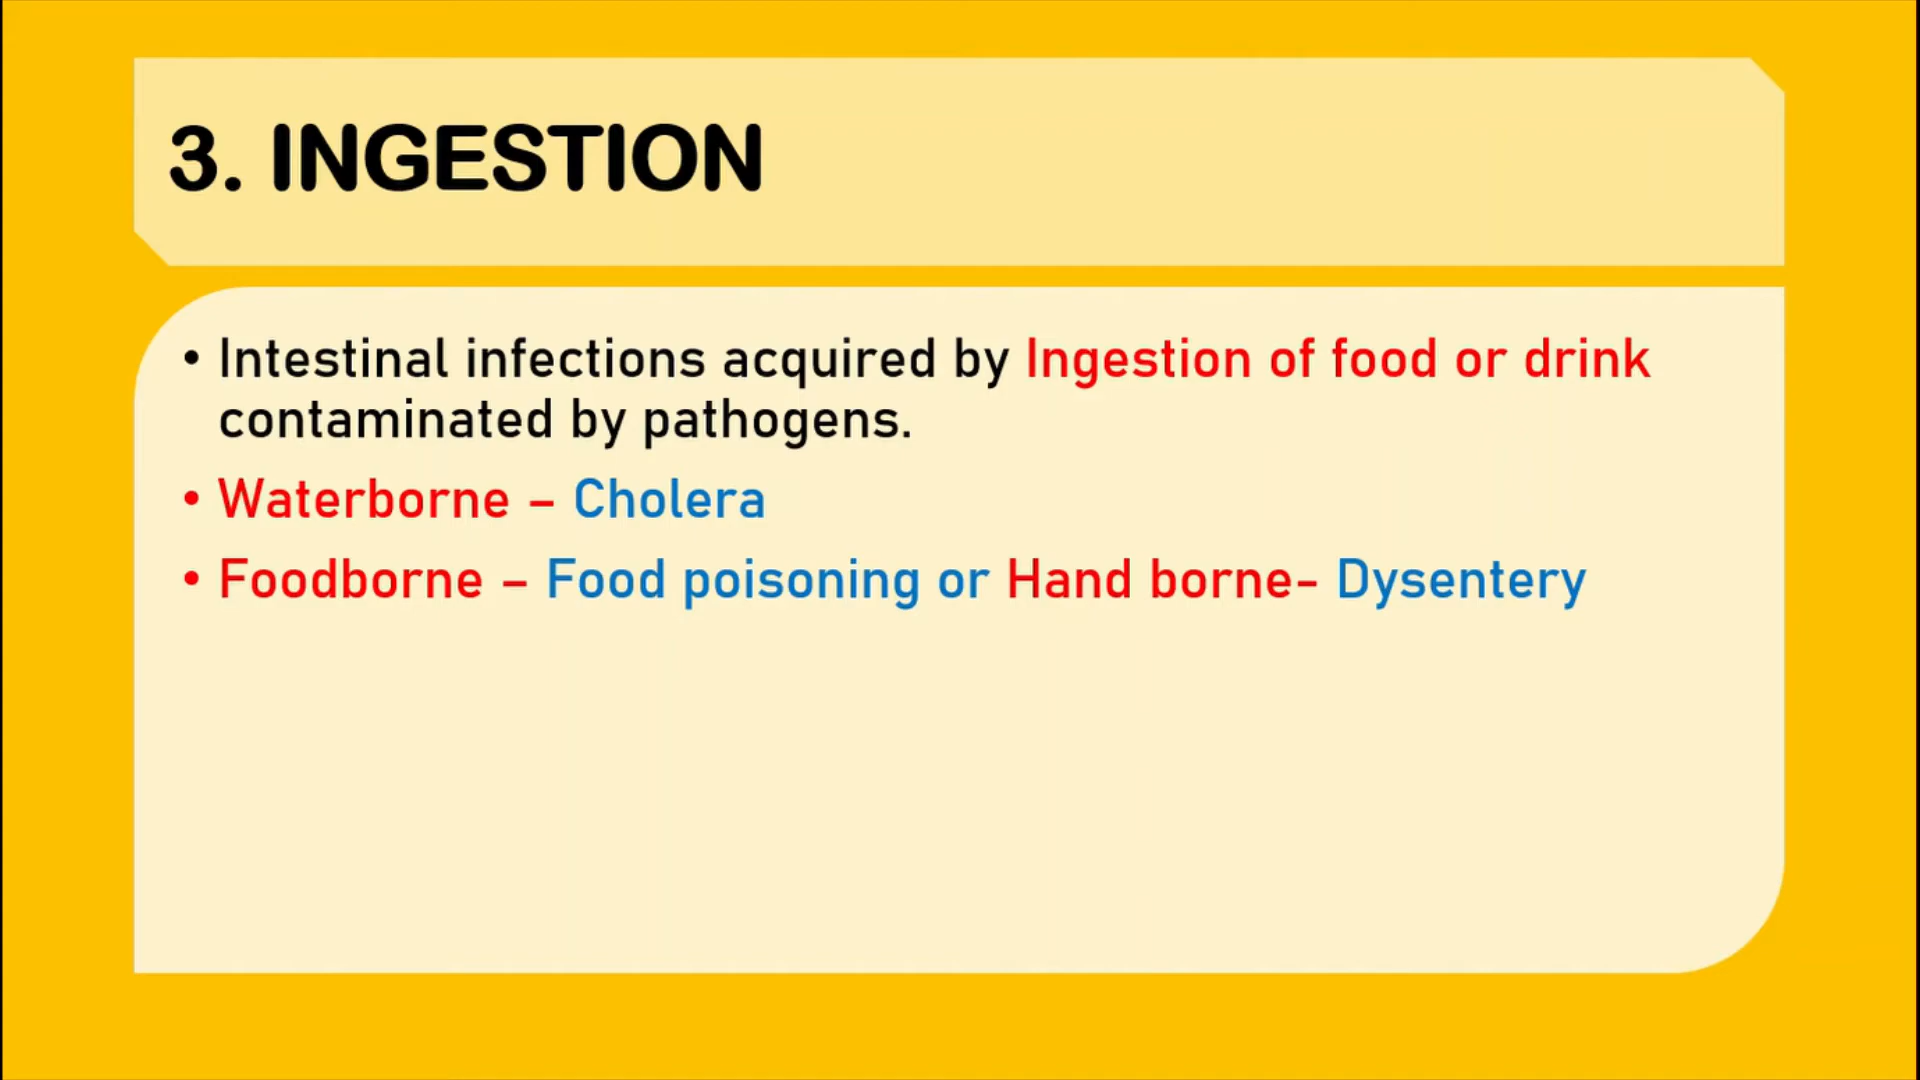 3. INGESTION
• Intestinal infections acquired by Ingestion of food or drink
contaminated by pathogens.
• Waterborne – Cholera
• Foodborne – Food poisoning or Hand borne- Dysentery